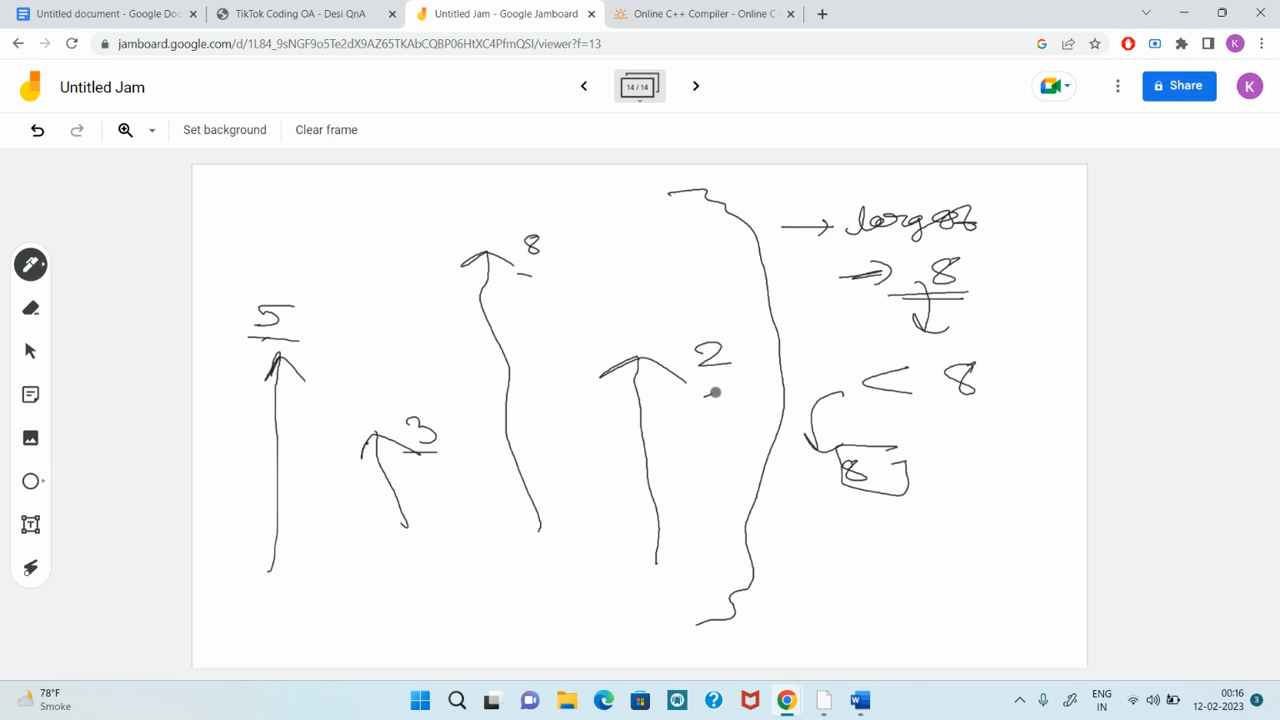 Untitled document - Google Doc
TikTok Coding OA - Desi QnA
Untitled Jam - Google Jamboard
Online C++ Compiler - Online C
jamboard.google.com/d/1L84_9sNGF9o5Te2dX9AZ65TKAbCQBP06HtXC4PfmQSI/viewer?f=13
K
Untitled Jam
14 / 14
Share
K
Set background
Clear frame
largest
8
8
5
2
< 8
3
8
T
78°F
Smoke
ENG
IN
00:16
12-02-2023
3